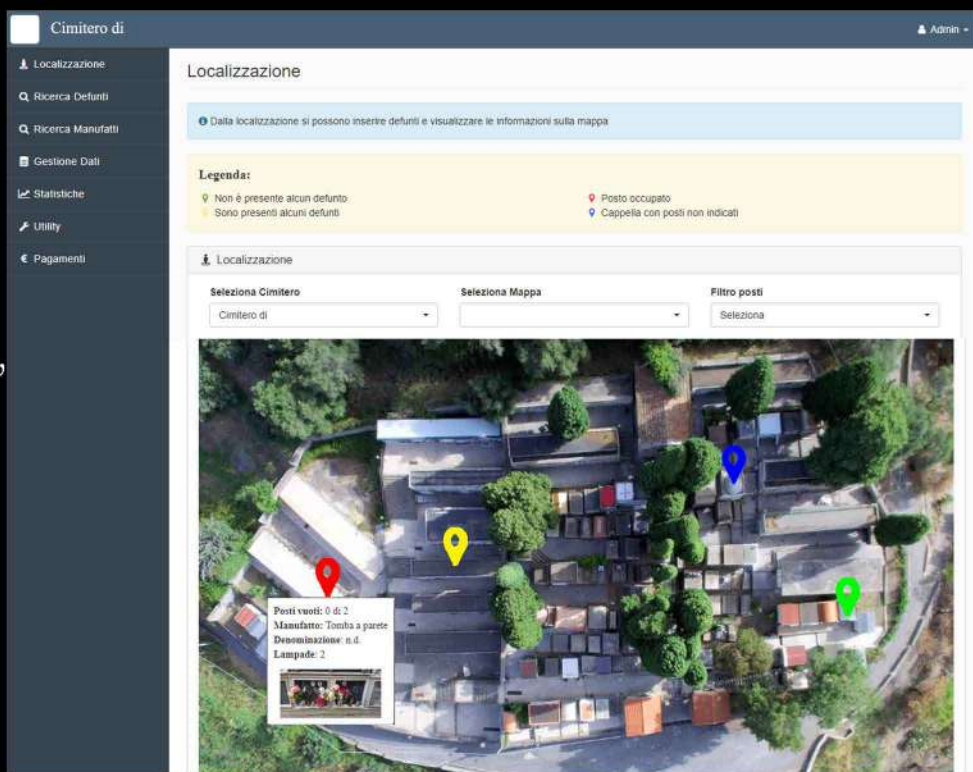 Cimitero di
Admin
Localizzazione
Ricerca Defunti
Ricerca Manufatti
Gestione Dati
Statistiche
Utility
€ Pagamenti
Localizzazione
Dalla localizzazione si possono inserire defunti e visualizzare le informazioni sulla mappa
Legenda:
Non è presente alcun defunto
Sono presenti alcuni defunti
Posto occupato
Cappella con posti non indicati
Localizzazione
Seleziona Cimitero
Seleziona Mappa
Filtro posti
Cimitero di
Seleziona
Posti vuoti: 0 di 2
Manufatto: Tomba a parete
Denominazione: n.d.
Lampade: 2